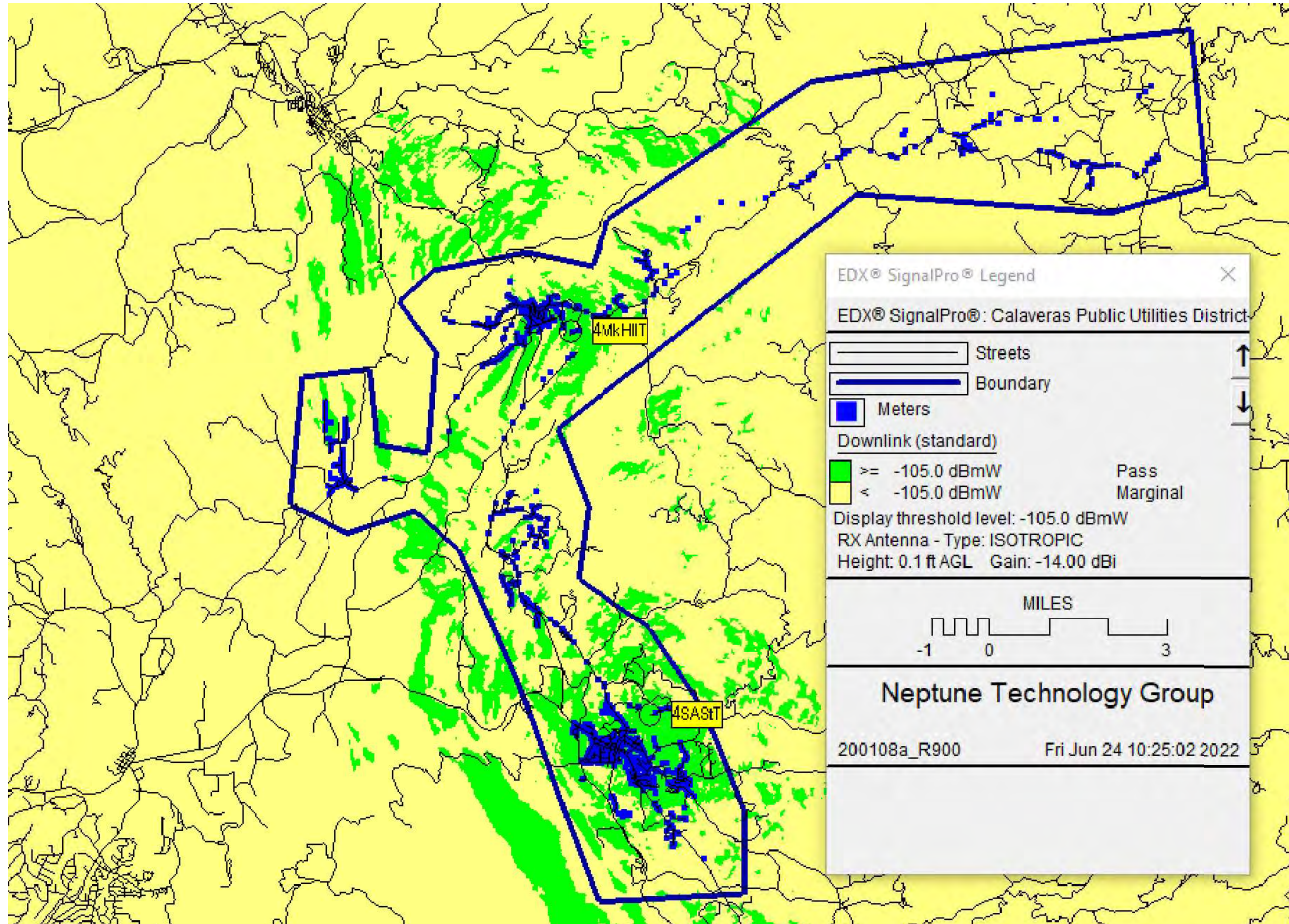 4MkHllT
4SAStT
EDX® SignalPro® Legend
EDX® SignalPro®: Calaveras Public Utilities District-
Streets
Boundary
Meters
Downlink (standard)
>= -105.0 dBmW Pass
< -105.0 dBmW Marginal
Display threshold level: -105.0 dBmW
RX Antenna - Type: ISOTROPIC
Height: 0.1 ft AGL Gain: -14.00 dBi
MILES
-1 0 3
Neptune Technology Group
200108a_R900 Fri Jun 24 10:25:02 2022